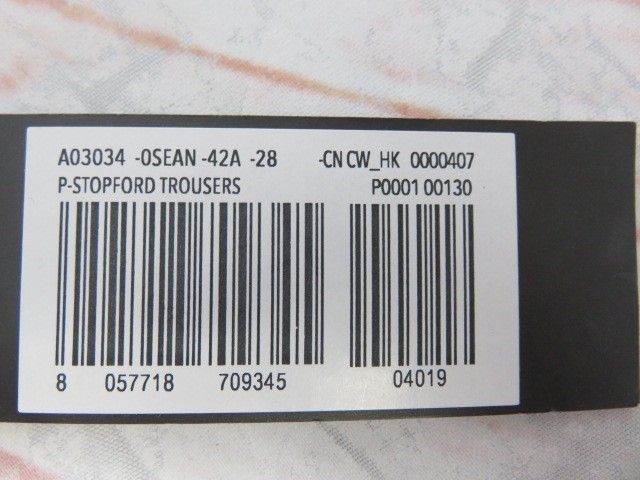 A03034 -0SEAN -42A -28 -CN CW_HK 0000407
P-STOPFORD TROUSERS P0001 00130
8 057718 709345 04019